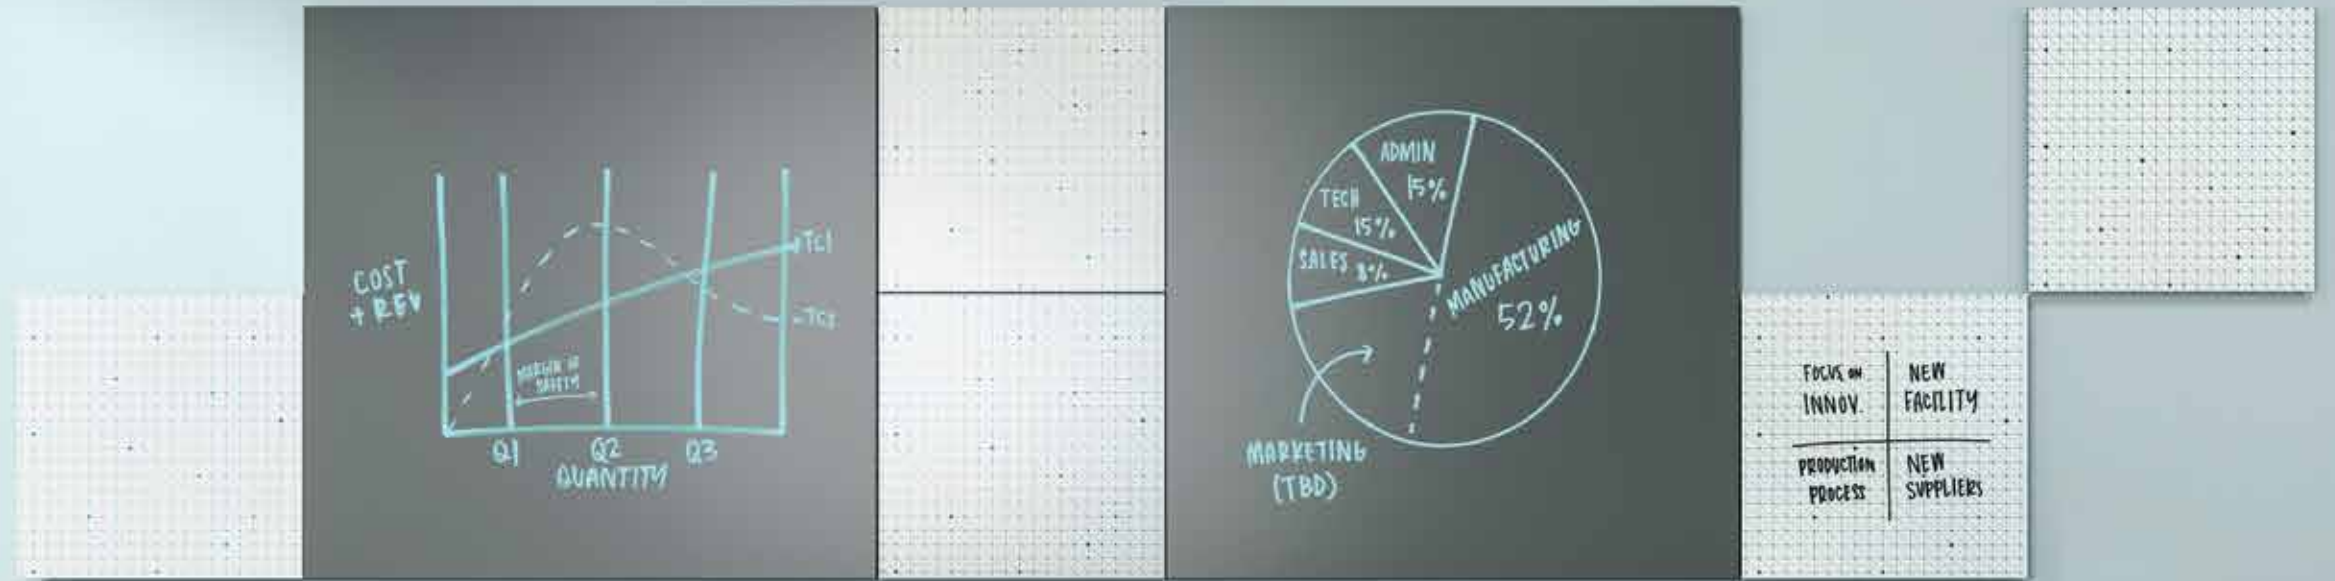 COST
+ REV
TC1
MARGIN OF
SAFETY
Q1
Q2
Q3
QUANTITY
ADMIN
15%
TECH
15%
SALES 8%
MANUFACTURING
52%
MARKETING
(TBD)
FOCUS ON
INNOV.
NEW
FACILITY
PRODUCTION
PROCESS
NEW
SUPPLIERS